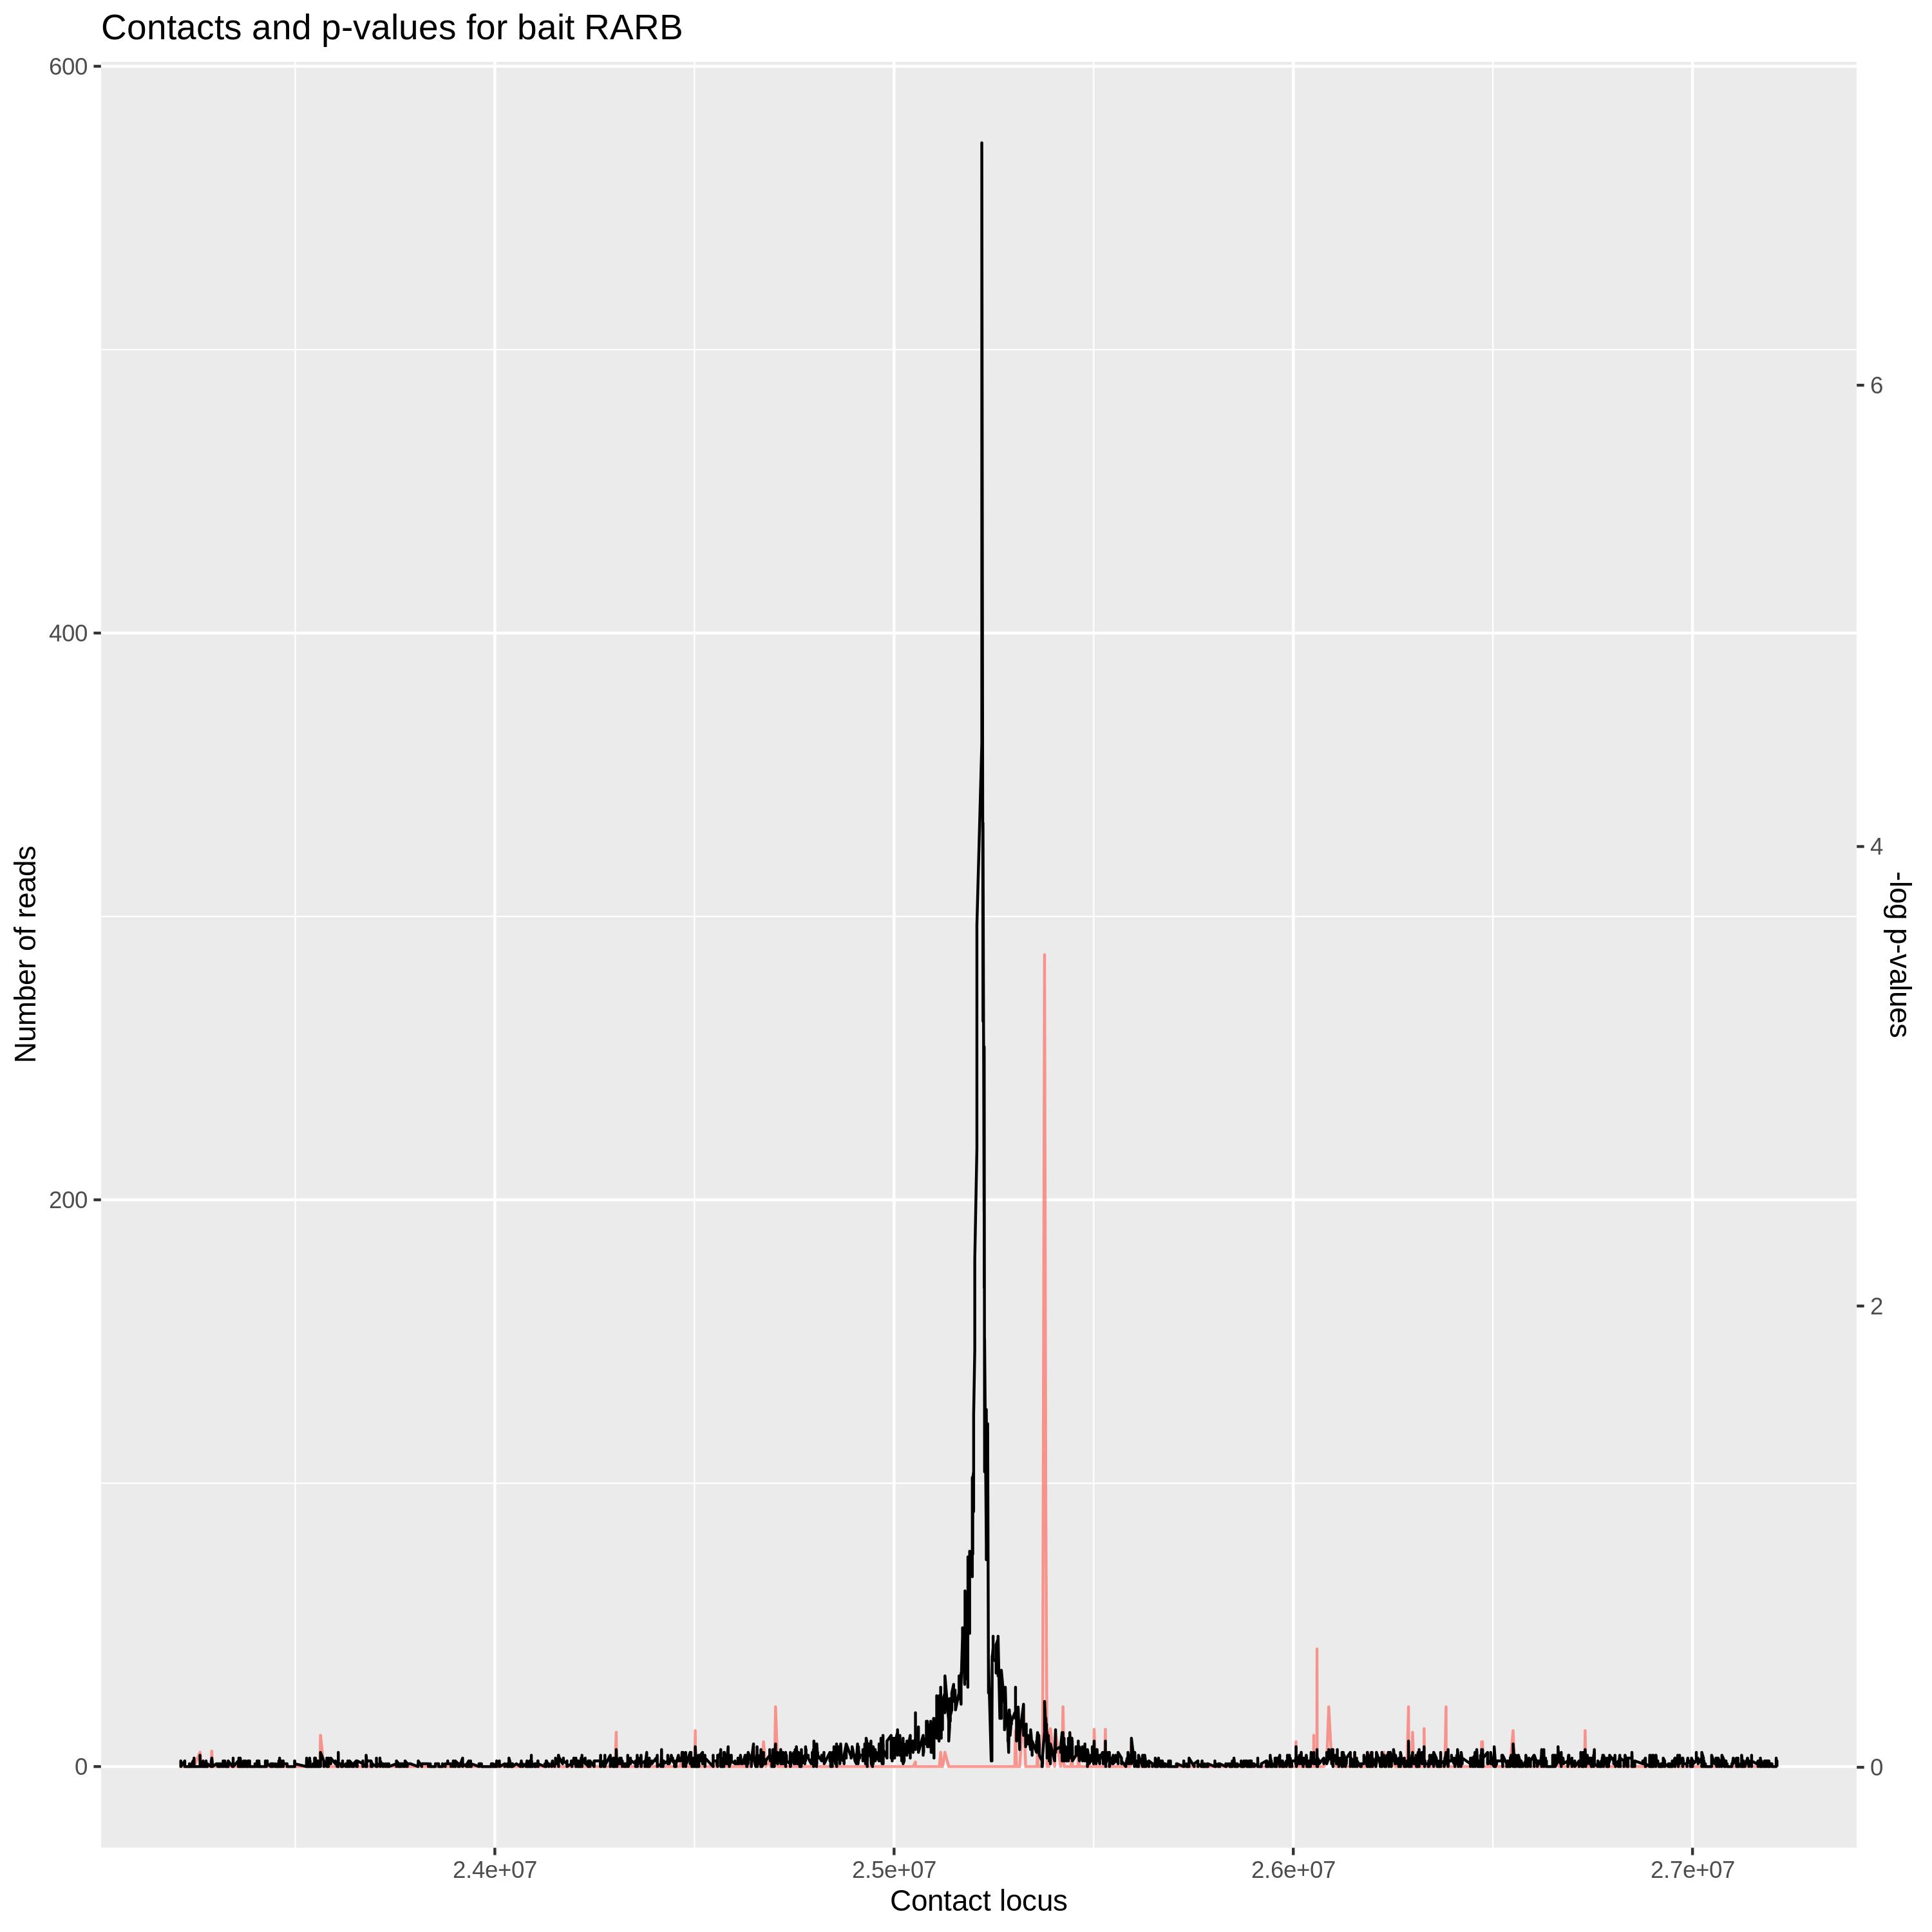 Contacts and p-values for bait RARB
600
400
200
0
Number of reads
6
4
2
0
-log p-values
2.4e+07 2.5e+07 2.6e+07 2.7e+07
Contact locus